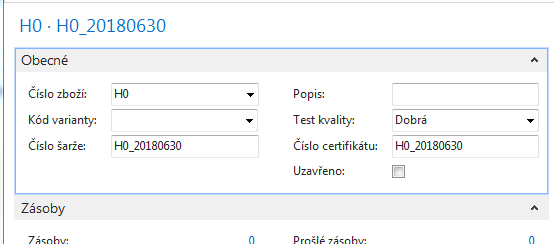 H0 · H0_20180630
Obecné
Číslo zboží: H0 Popis:
Kód varianty: Test kvality: Dobrá
Číslo šarže: H0_20180630 Číslo certifikátu: H0_20180630
Uzavřeno:
Zásoby
Zásoby: 0 Prošlé zásoby: 0